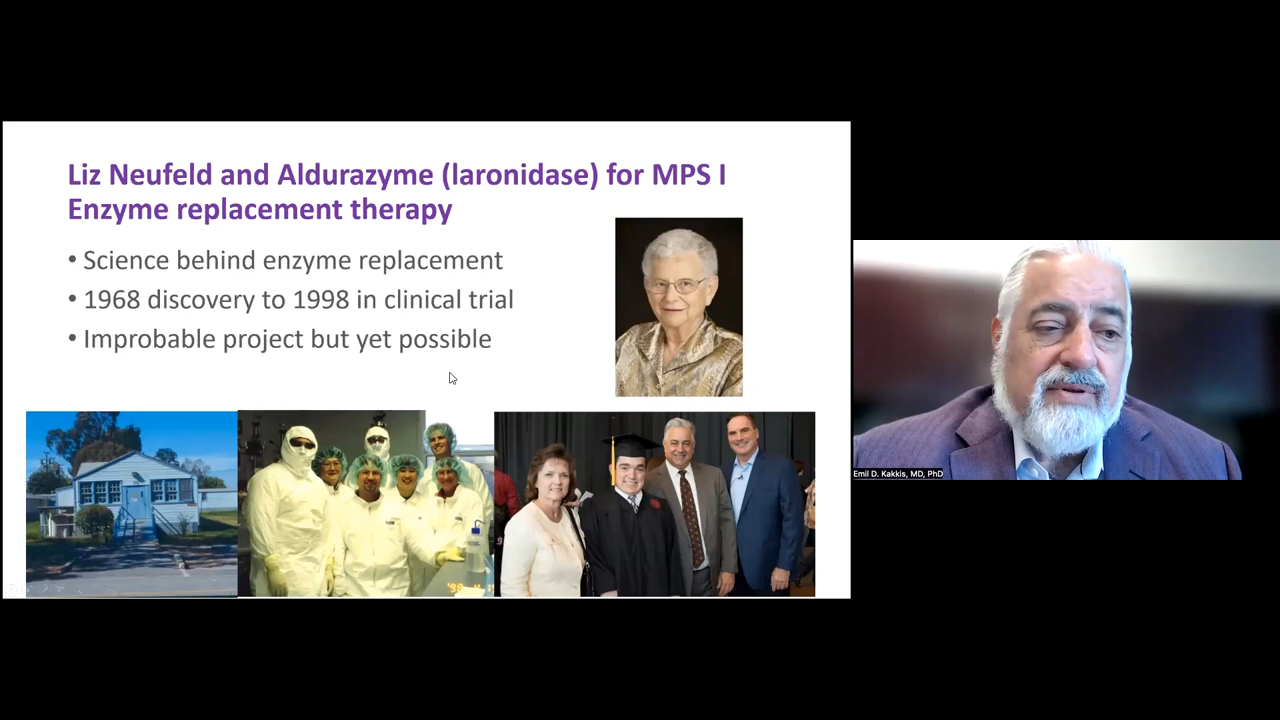 Liz Neufeld and Aldurazyme (laronidase) for MPS I
Enzyme replacement therapy
• Science behind enzyme replacement
• 1968 discovery to 1998 in clinical trial
• Improbable project but yet possible
Emil D. Kakkis, MD, PhD